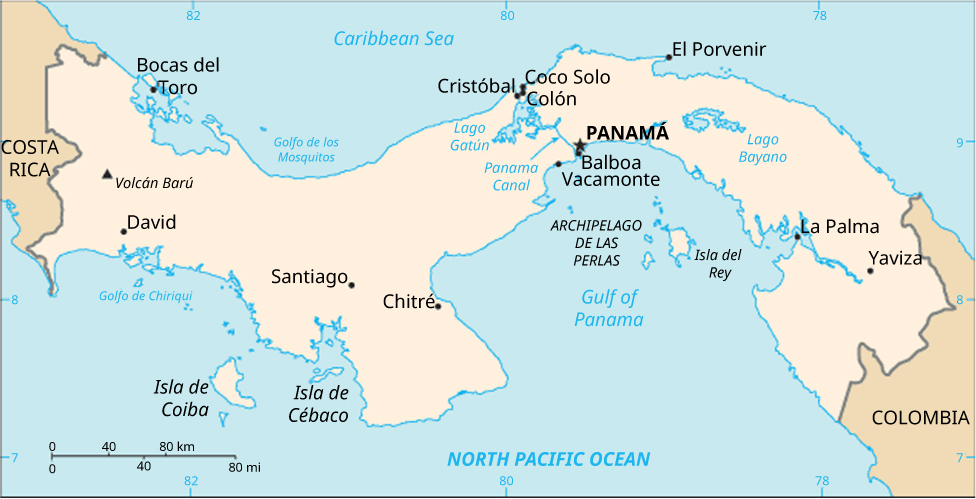 82
80
78
Caribbean Sea
El Porvenir
Bocas del
Toro
Coco Solo
Cristóbal
Colón
Lago
Gatún
PANAMÁ
Golfo de los
Mosquitos
Lago
Bayano
9
9
COSTA
RICA
Panama
Canal
Balboa
Vacamonte
Volcán Barú
David
ARCHIPELAGO
DE LAS
PERLAS
La Palma
Isla del
Rey
Yaviza
Santiago
Golfo de Chiriqui
Chitré
Gulf of
Panama
8
8
Isla de
Coiba
Isla de
Cébaco
COLOMBIA
0 40 80 km
0 40 80 mi
NORTH PACIFIC OCEAN
7
7
82
80
78